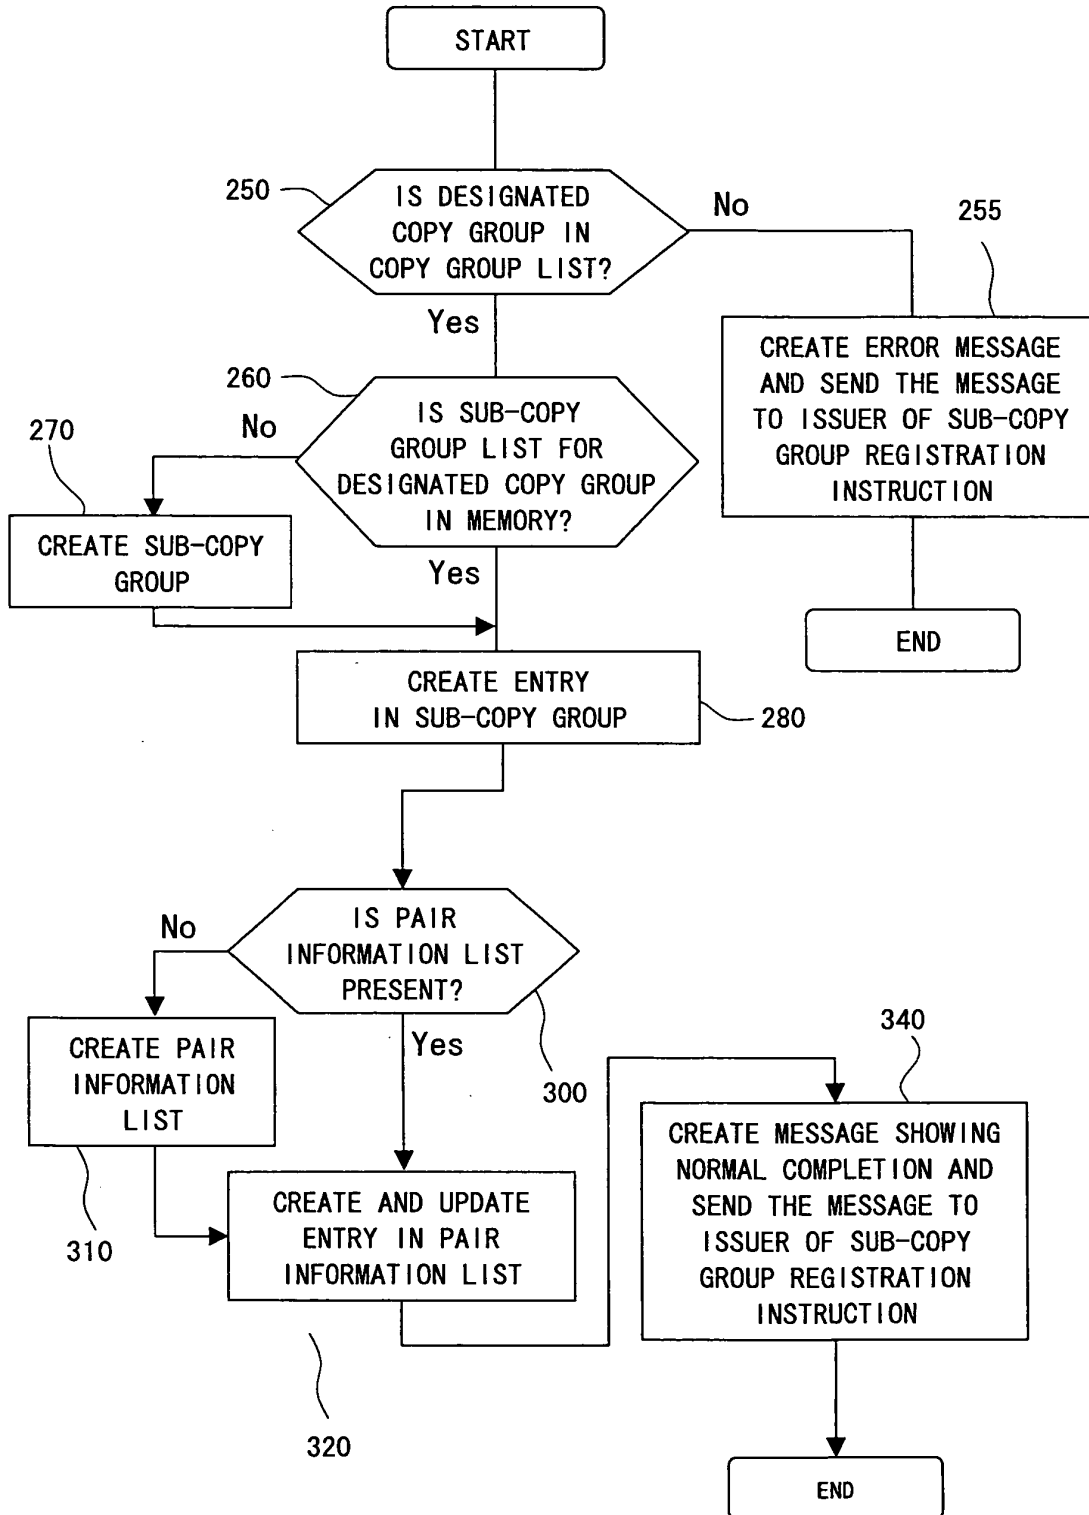 START
250
IS DESIGNATED
COPY GROUP IN
COPY GROUP LIST?
No
255
Yes
CREATE ERROR MESSAGE
AND SEND THE MESSAGE
TO ISSUER OF SUB-COPY
GROUP REGISTRATION
INSTRUCTION
260
IS SUB-COPY
GROUP LIST FOR
DESIGNATED COPY GROUP
IN MEMORY?
No
270
CREATE SUB-COPY
GROUP
Yes
END
CREATE ENTRY
IN SUB-COPY GROUP
280
IS PAIR
INFORMATION LIST
PRESENT?
No
300
Yes
CREATE PAIR
INFORMATION
LIST
310
CREATE AND UPDATE
ENTRY IN PAIR
INFORMATION LIST
320
340
CREATE MESSAGE SHOWING
NORMAL COMPLETION AND
SEND THE MESSAGE TO
ISSUER OF SUB-COPY
GROUP REGISTRATION
INSTRUCTION
END